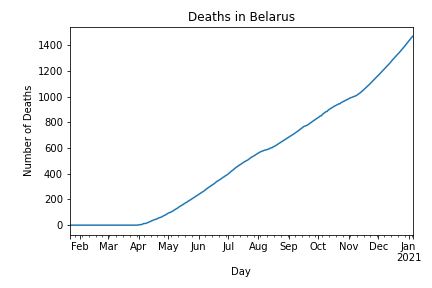 Deaths in Belarus
1400
1200
1000
800
600
400
200
0
Number of Deaths
Feb Mar Apr May Jun Jul Aug Sep Oct Nov Dec Jan
2021
Day